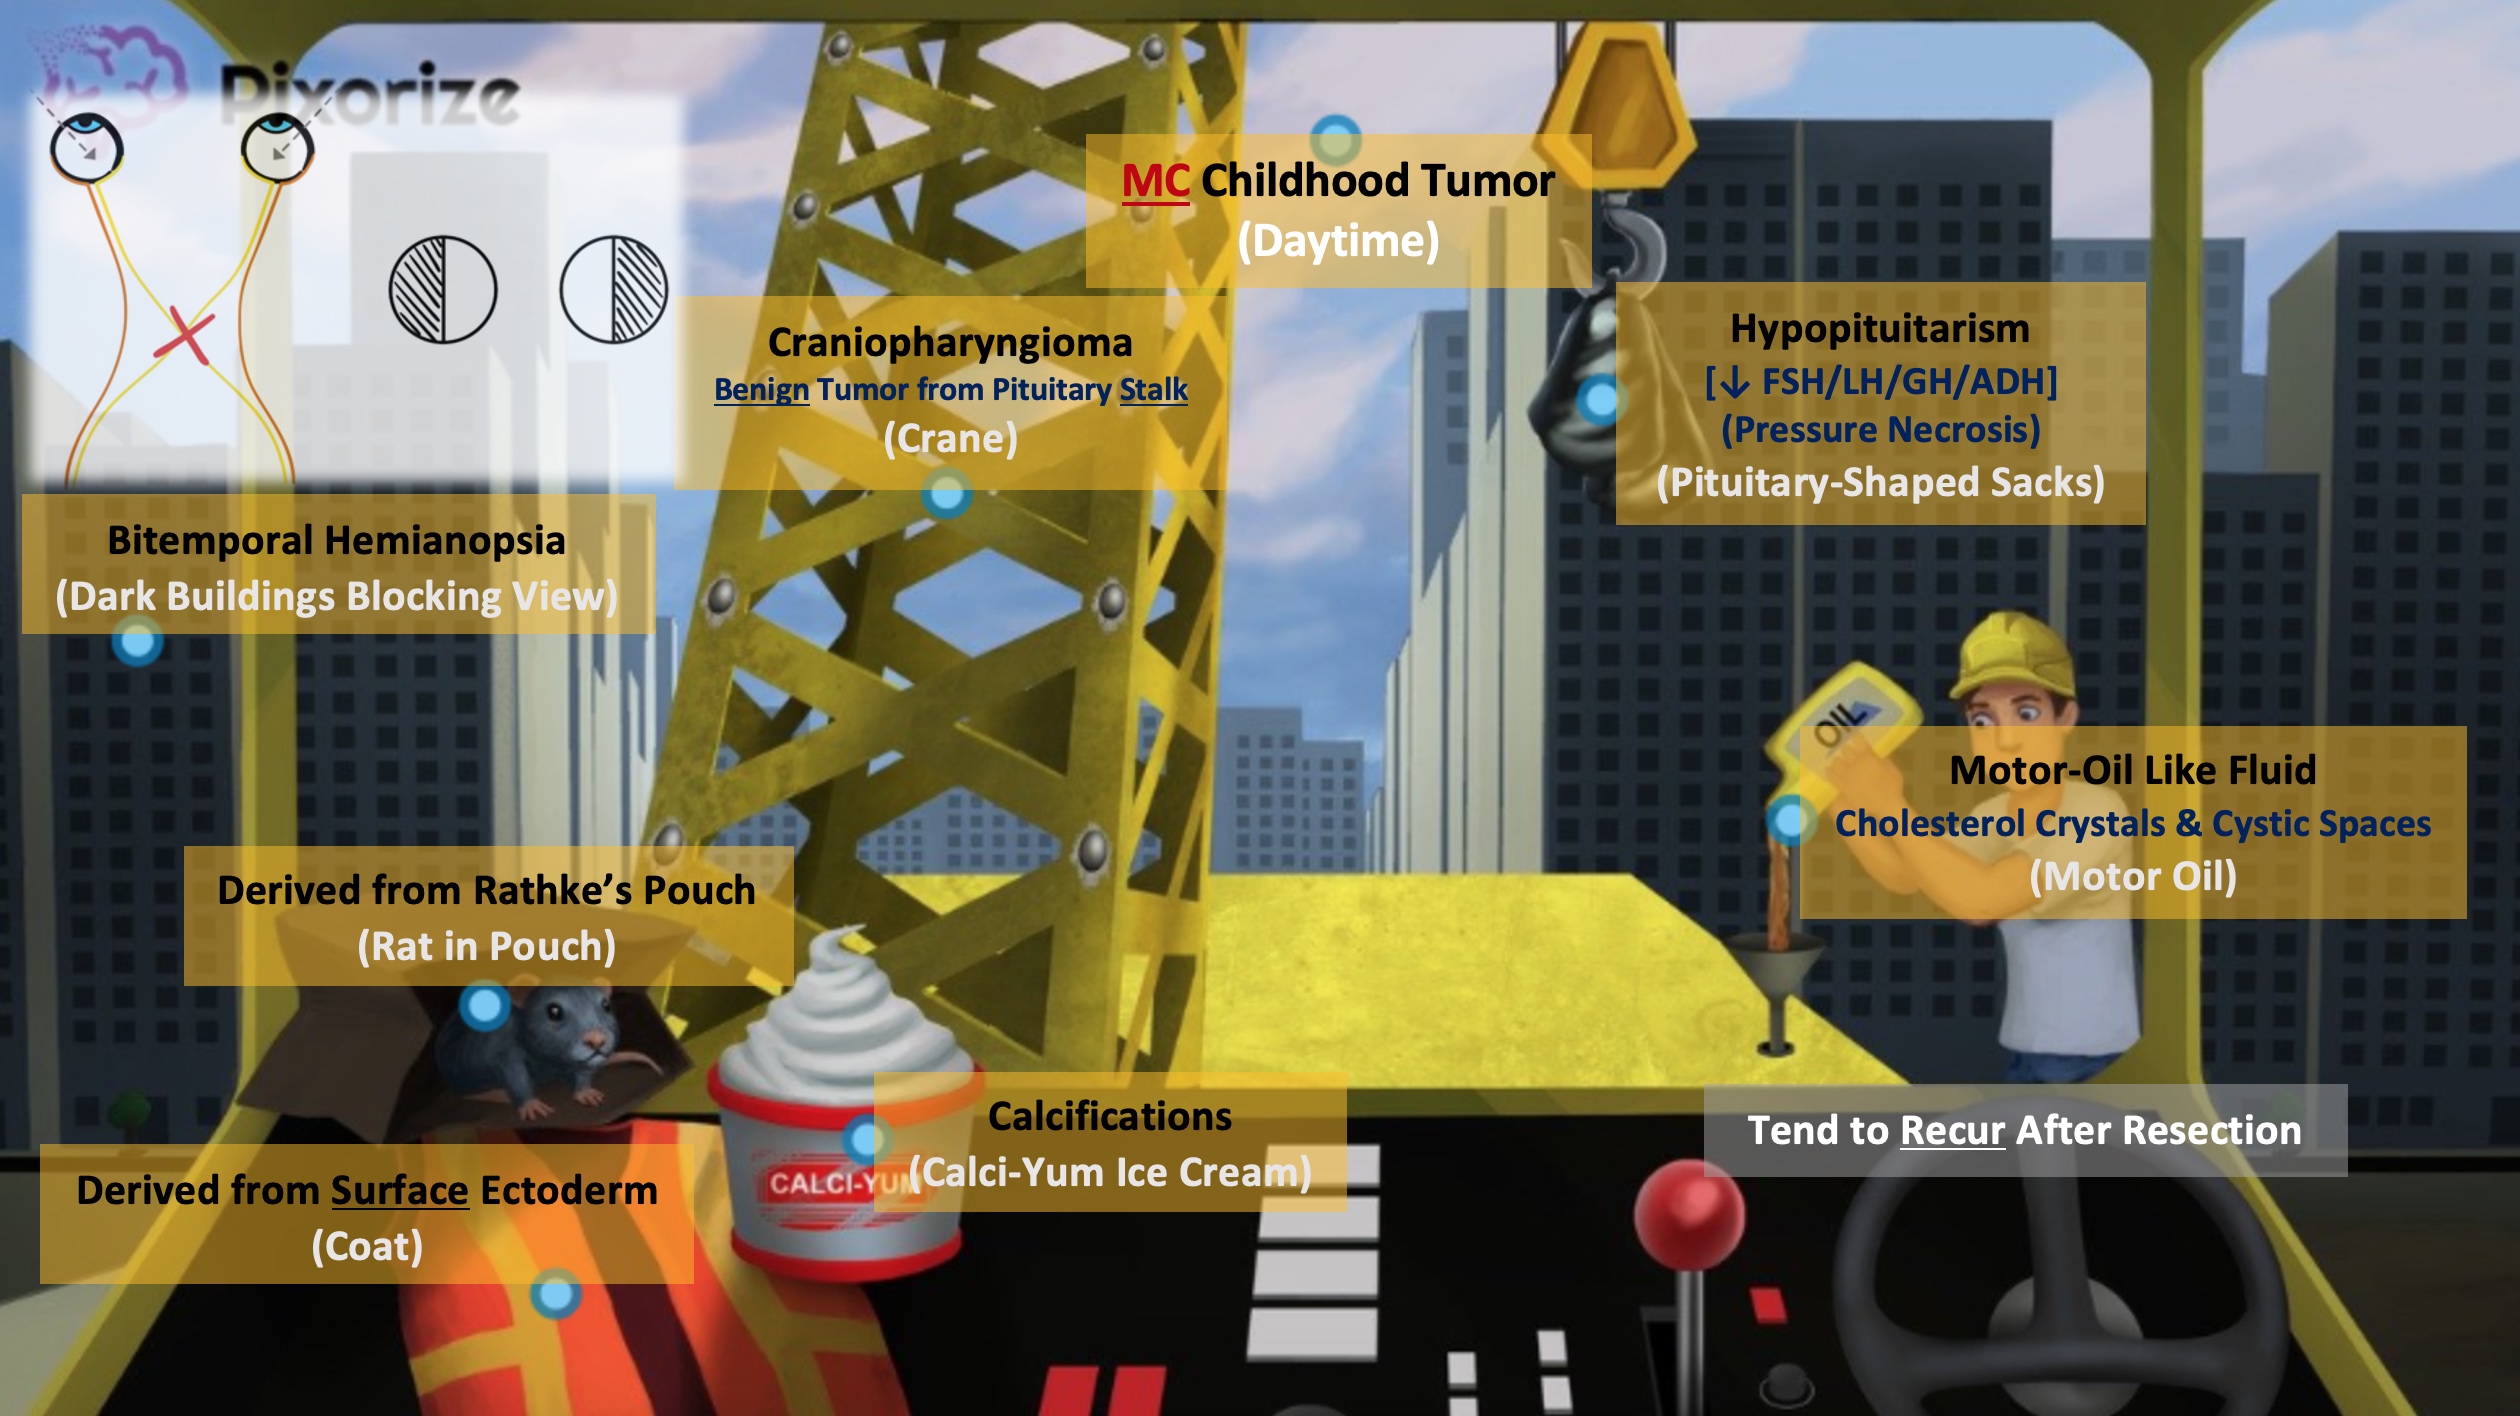 Pixorize
MC Childhood Tumor
(Daytime)
Craniopharyngioma
Benign Tumor from Pituitary Stalk
(Crane)
Hypopituitarism
[↓ FSH/LH/GH/ADH]
(Pressure Necrosis)
(Pituitary-Shaped Sacks)
Bitemporal Hemianopsia
(Dark Buildings Blocking View)
OIL
Motor-Oil Like Fluid
Cholesterol Crystals & Cystic Spaces
(Motor Oil)
Derived from Rathke’s Pouch
(Rat in Pouch)
Calcifications
(Calci-Yum Ice Cream)
CALCI-YUM
Tend to Recur After Resection
Derived from Surface Ectoderm
(Coat)